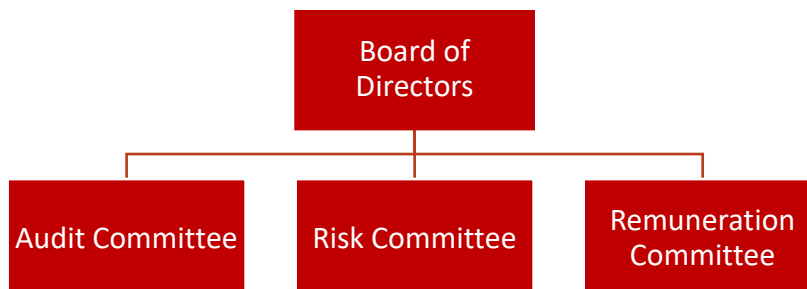 Board of
Directors
Audit Committee
Risk Committee
Remuneration
Committee